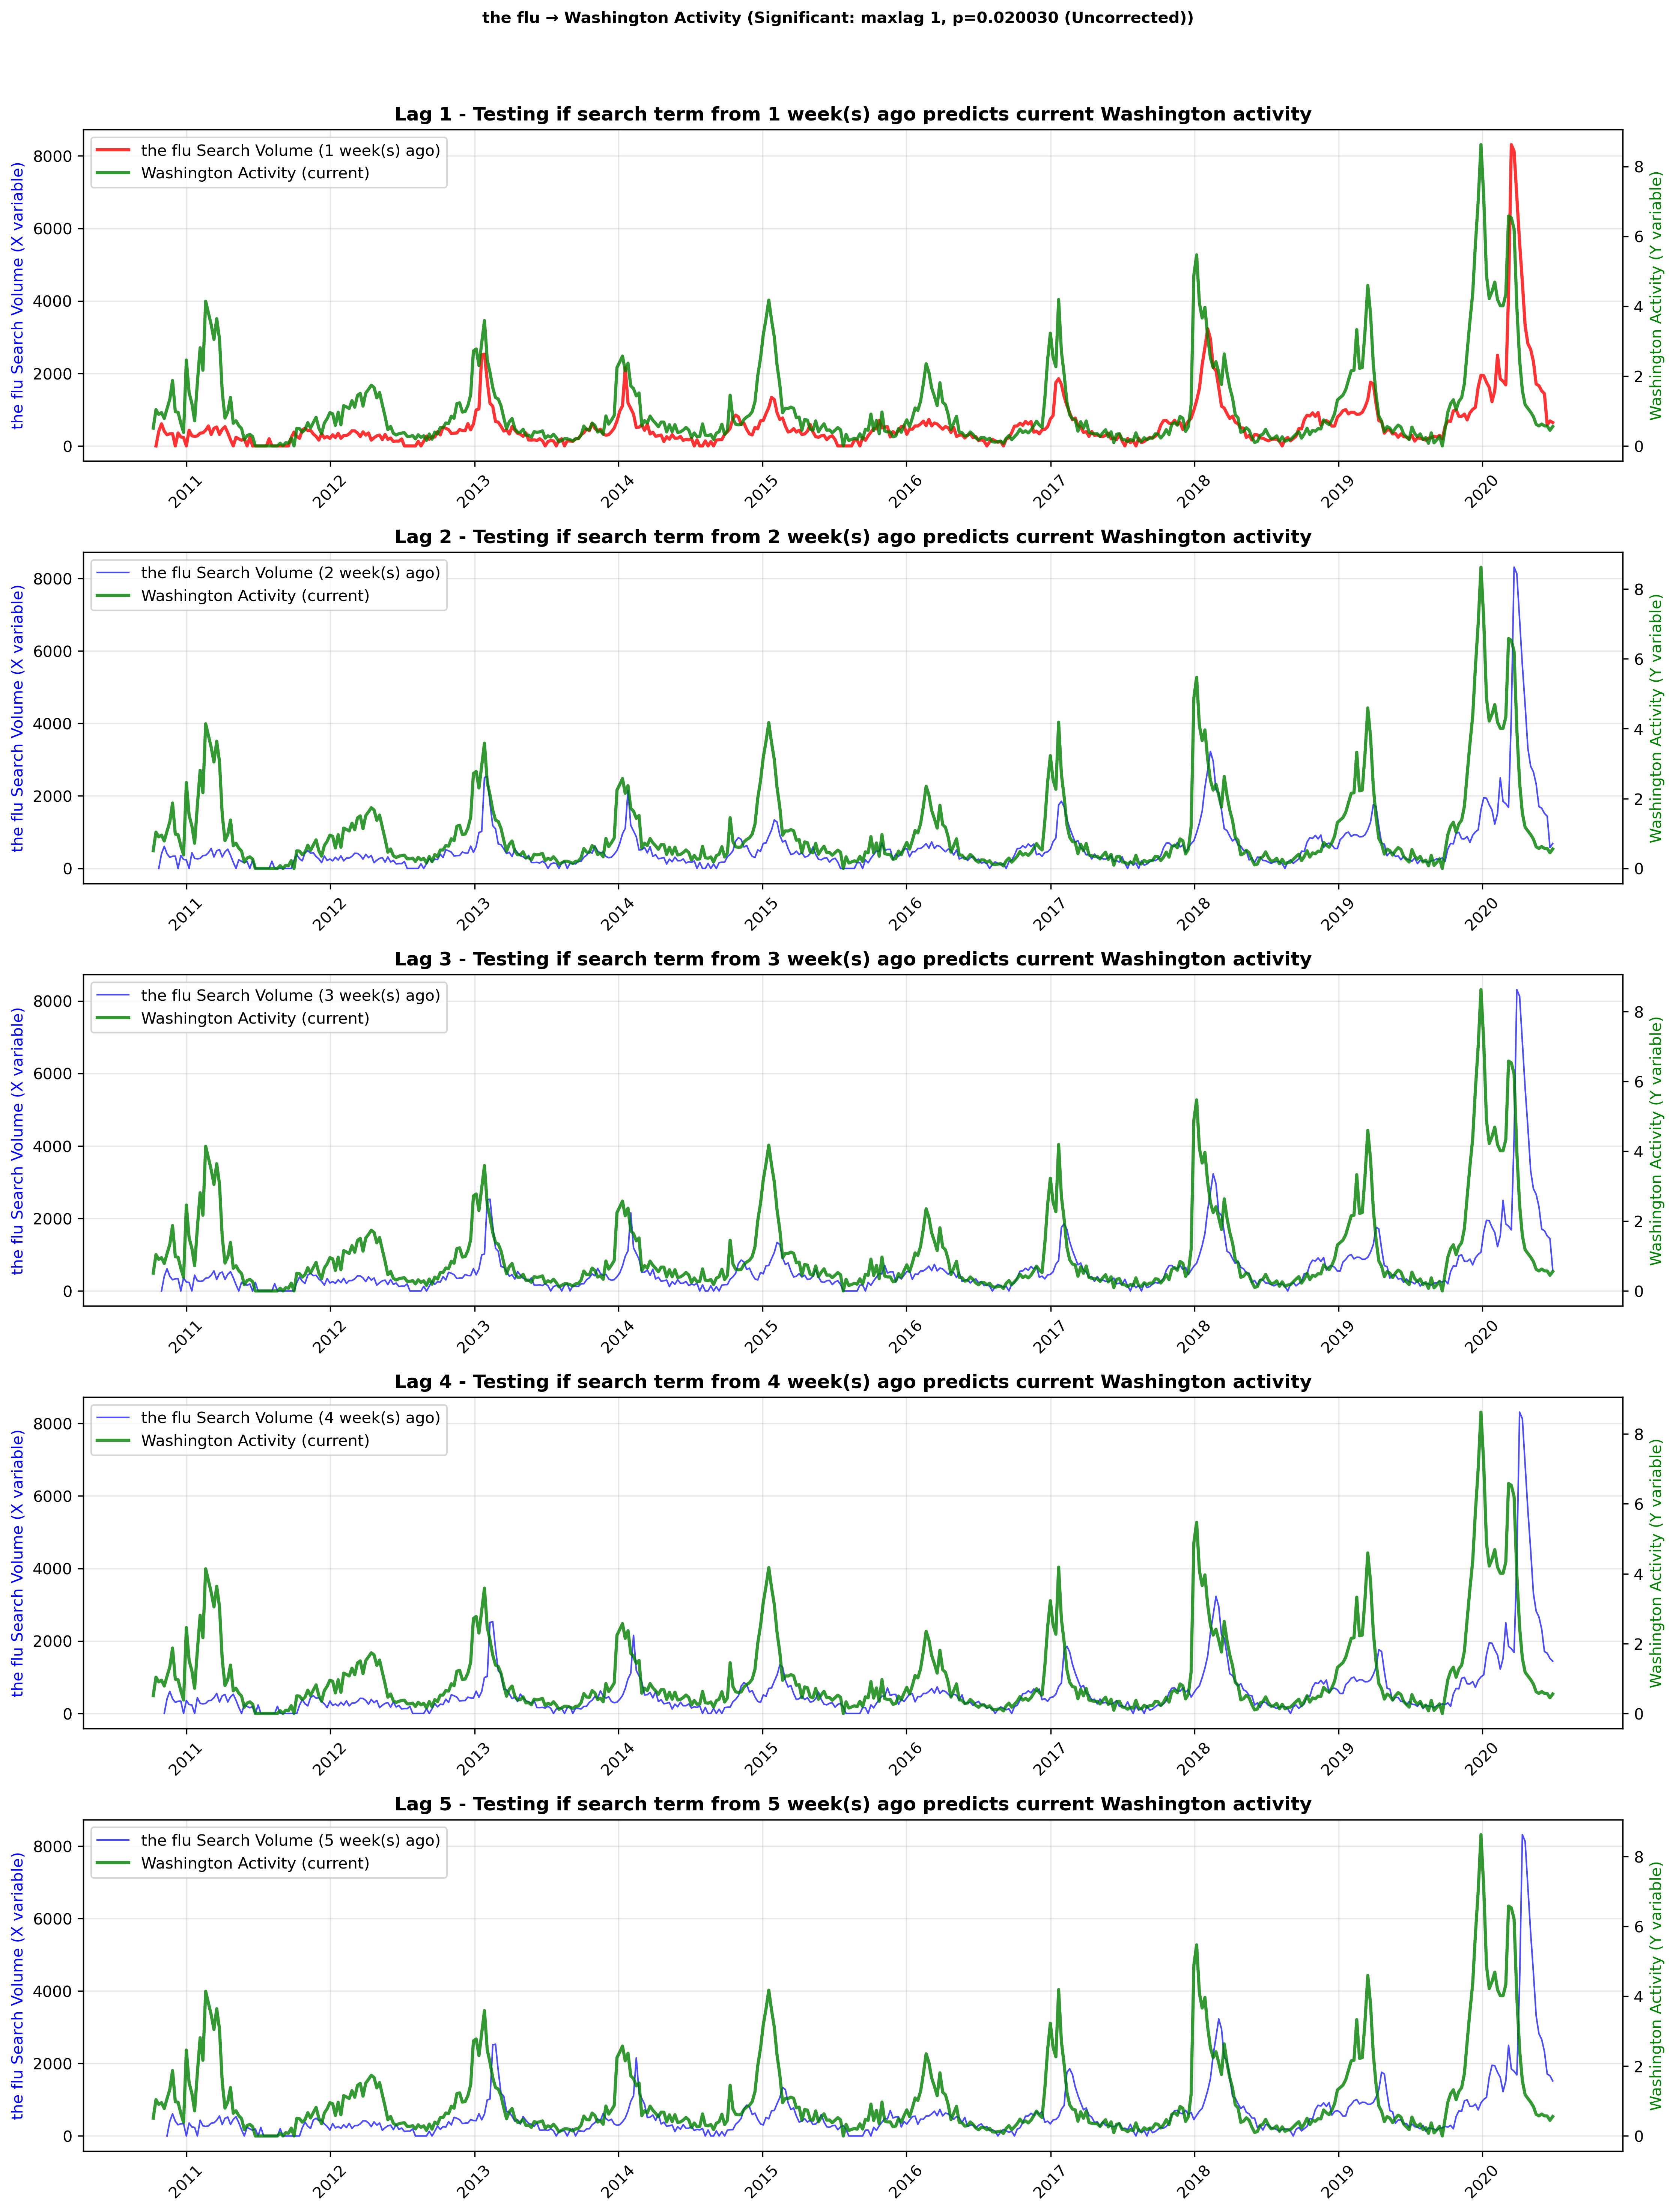 the flu → Washington Activity (Significant: maxlag 1, p=0.020030 (Uncorrected))
Lag 1 - Testing if search term from 1 week(s) ago predicts current Washington activity
the flu Search Volume (1 week(s) ago)
Washington Activity (current)
the flu Search Volume (X variable)
8000
6000
4000
2000
0
Washington Activity (Y variable)
8
6
4
2
0
2011 2012 2013 2014 2015 2016 2017 2018 2019 2020
Lag 2 - Testing if search term from 2 week(s) ago predicts current Washington activity
the flu Search Volume (2 week(s) ago)
Washington Activity (current)
the flu Search Volume (X variable)
8000
6000
4000
2000
0
Washington Activity (Y variable)
8
6
4
2
0
2011 2012 2013 2014 2015 2016 2017 2018 2019 2020
Lag 3 - Testing if search term from 3 week(s) ago predicts current Washington activity
the flu Search Volume (3 week(s) ago)
Washington Activity (current)
the flu Search Volume (X variable)
8000
6000
4000
2000
0
Washington Activity (Y variable)
8
6
4
2
0
2011 2012 2013 2014 2015 2016 2017 2018 2019 2020
Lag 4 - Testing if search term from 4 week(s) ago predicts current Washington activity
the flu Search Volume (4 week(s) ago)
Washington Activity (current)
the flu Search Volume (X variable)
8000
6000
4000
2000
0
Washington Activity (Y variable)
8
6
4
2
0
2011 2012 2013 2014 2015 2016 2017 2018 2019 2020
Lag 5 - Testing if search term from 5 week(s) ago predicts current Washington activity
the flu Search Volume (5 week(s) ago)
Washington Activity (current)
the flu Search Volume (X variable)
8000
6000
4000
2000
0
Washington Activity (Y variable)
8
6
4
2
0
2011 2012 2013 2014 2015 2016 2017 2018 2019 2020